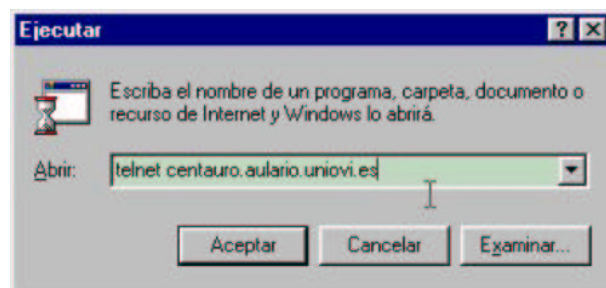 Ejecutar
Escriba el nombre de un programa, carpeta, documento o
recurso de Internet y Windows lo abrirá.
Abrir: telnet centauro.aulario.uniovi.es
Aceptar Cancelar Examinar...